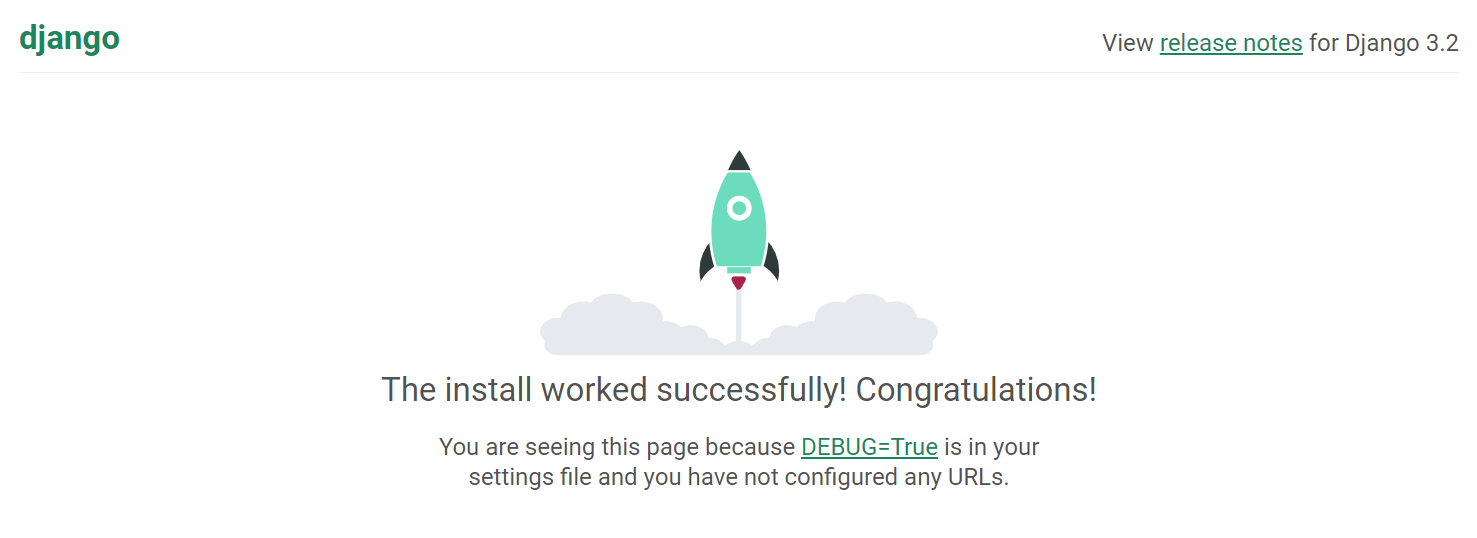 django
View release notes for Django 3.2
The install worked successfully! Congratulations!
You are seeing this page because DEBUG=True is in your
settings file and you have not configured any URLs.